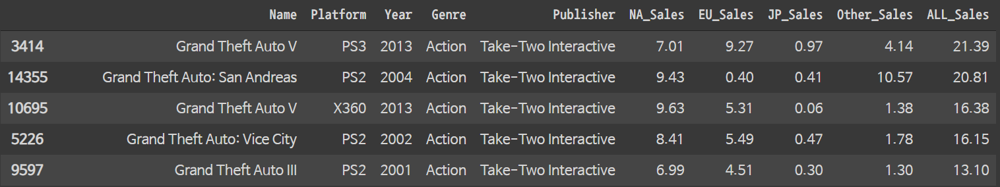 Name Platform Year Genre Publisher NA_Sales EU_Sales JP_Sales Other_Sales ALL_Sales
3414 Grand Theft Auto V PS3 2013 Action Take-Two Interactive 7.01 9.27 0.97 4.14 21.39
14355 Grand Theft Auto: San Andreas PS2 2004 Action Take-Two Interactive 9.43 0.40 0.41 10.57 20.81
10695 Grand Theft Auto V X360 2013 Action Take-Two Interactive 9.63 5.31 0.06 1.38 16.38
5226 Grand Theft Auto: Vice City PS2 2002 Action Take-Two Interactive 8.41 5.49 0.47 1.78 16.15
9597 Grand Theft Auto III PS2 2001 Action Take-Two Interactive 6.99 4.51 0.30 1.30 13.10